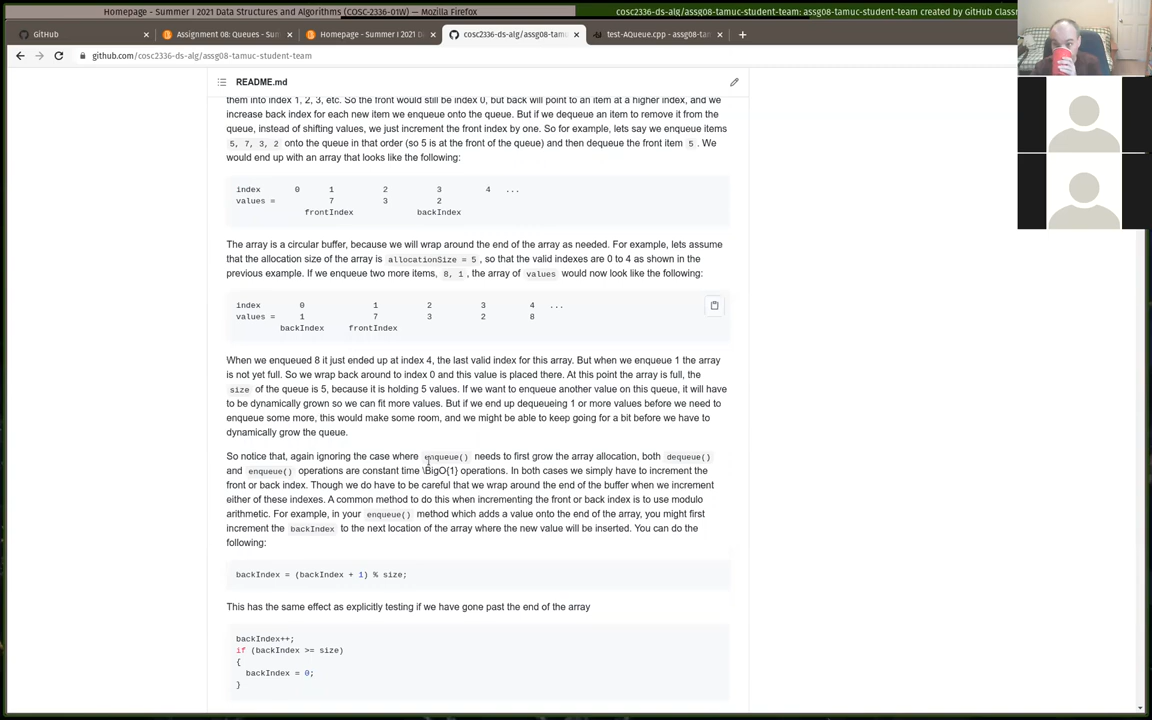 Homepage - Summer I 2021 Data Structures and Algorithms (COSC-2336-01W) — Mozilla Firefox
cosc2336-ds-alg/assg08-tamuc-student-team: assg08-tamuc-student-team created by GitHub Class
GitHub
Assignment 08: Queues - Sum
Homepage - Summer I 2021 D
cosc2336-ds-alg/assg08-tamuc
test-AQueue.cpp - assg08-tam
github.com/cosc2336-ds-alg/assg08-tamuc-student-team
README.md
them into index 1, 2, 3, etc. So the front would still be index 0, but back will point to an item at a higher index, and we
increase back index for each new item we enqueue onto the queue. But if we dequeue an item to remove it from the
queue, instead of shifting values, we just increment the front index by one. So for example, lets say we enqueue items
5, 7, 3, 2 onto the queue in that order (so 5 is at the front of the queue) and then dequeue the front item 5 . We
would end up with an array that looks like the following:
index 0 1 2 3 4 ...
values = 7 3 2
frontIndex backIndex
The array is a circular buffer, because we will wrap around the end of the array as needed. For example, lets assume
that the allocation size of the array is allocationSize = 5 , so that the valid indexes are 0 to 4 as shown in the
previous example. If we enqueue two more items, 8, 1 , the array of values would now look like the following:
index 0 1 2 3 4 ...
values = 1 7 3 2 8
backIndex frontIndex
When we enqueued 8 it just ended up at index 4, the last valid index for this array. But when we enqueue 1 the array
is not yet full. So we wrap back around to index 0 and this value is placed there. At this point the array is full, the
size of the queue is 5, because it is holding 5 values. If we want to enqueue another value on this queue, it will have
to be dynamically grown so we can fit more values. But if we end up dequeueing 1 or more values before we need to
enqueue some more, this would make some room, and we might be able to keep going for a bit before we have to
dynamically grow the queue.
So notice that, again ignoring the case where enqueue() needs to first grow the array allocation, both dequeue()
and enqueue() operations are constant time \BigO{1} operations. In both cases we simply have to increment the
front or back index. Though we do have to be careful that we wrap around the end of the buffer when we increment
either of these indexes. A common method to do this when incrementing the front or back index is to use modulo
arithmetic. For example, in your enqueue() method which adds a value onto the end of the array, you might first
increment the backIndex to the next location of the array where the new value will be inserted. You can do the
following:
backIndex = (backIndex + 1) % size;
This has the same effect as explicitly testing if we have gone past the end of the array
backIndex++;
if (backIndex >= size)
{
backIndex = 0;
}